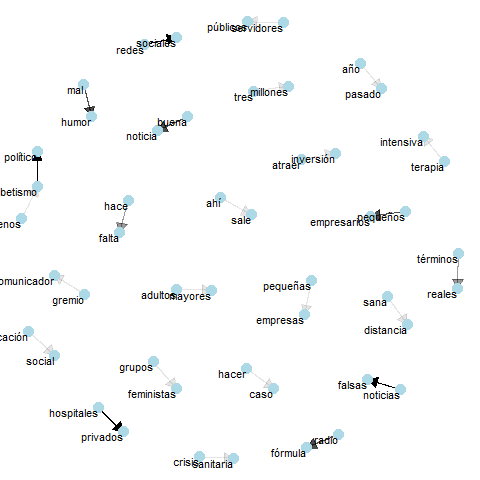 públicos
servidores
sociales
redes
año
mal
millones
pasado
tres
humor
buena
noticia
intensiva
político
inversión
atraer
terapia
betismo
hace
ahí
enos
falta
sale
empresarios
pequeños
términos
omunicador
gremio
adultos
mayores
pequeñas
reales
sana
empresas
distancia
cación
social
grupos
feministas
hacer
caso
falsas
noticias
hospitales
privados
radio
fórmula
crisis
sanitaria